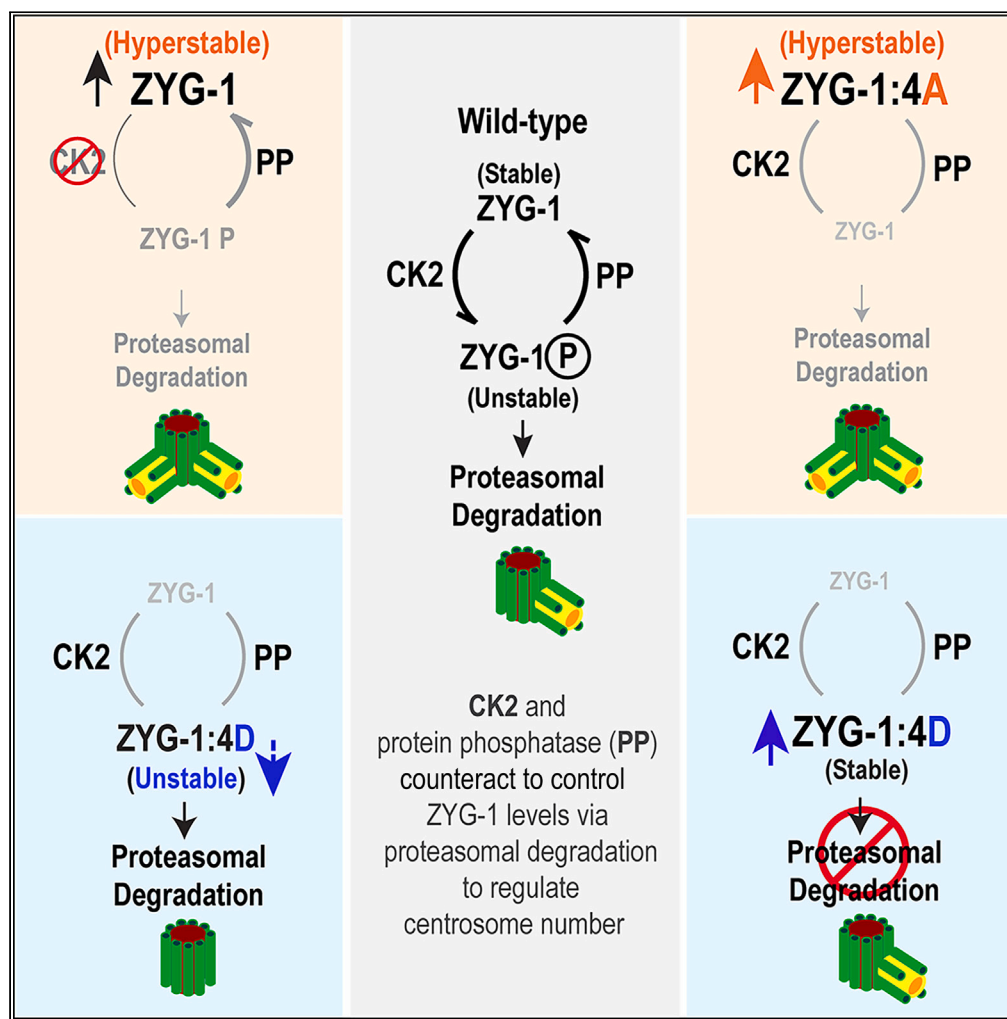 (Hyperstable)
ZYG-1
CK2
PP
ZYG-1 P
Proteasomal
Degradation
ZYG-1
CK2
PP
ZYG-1:4D
(Unstable)
Proteasomal
Degradation
Wild-type
(Stable)
ZYG-1
CK2
PP
ZYG-1 P
(Unstable)
Proteasomal
Degradation
CK2 and
protein phosphatase (PP)
counteract to control
ZYG-1 levels via
proteasomal degradation
to regulate
centrosome number
(Hyperstable)
ZYG-1:4A
CK2
PP
ZYG-1
Proteasomal
Degradation
ZYG-1
CK2
PP
ZYG-1:4D
(Stable)
Proteasomal
Degradation